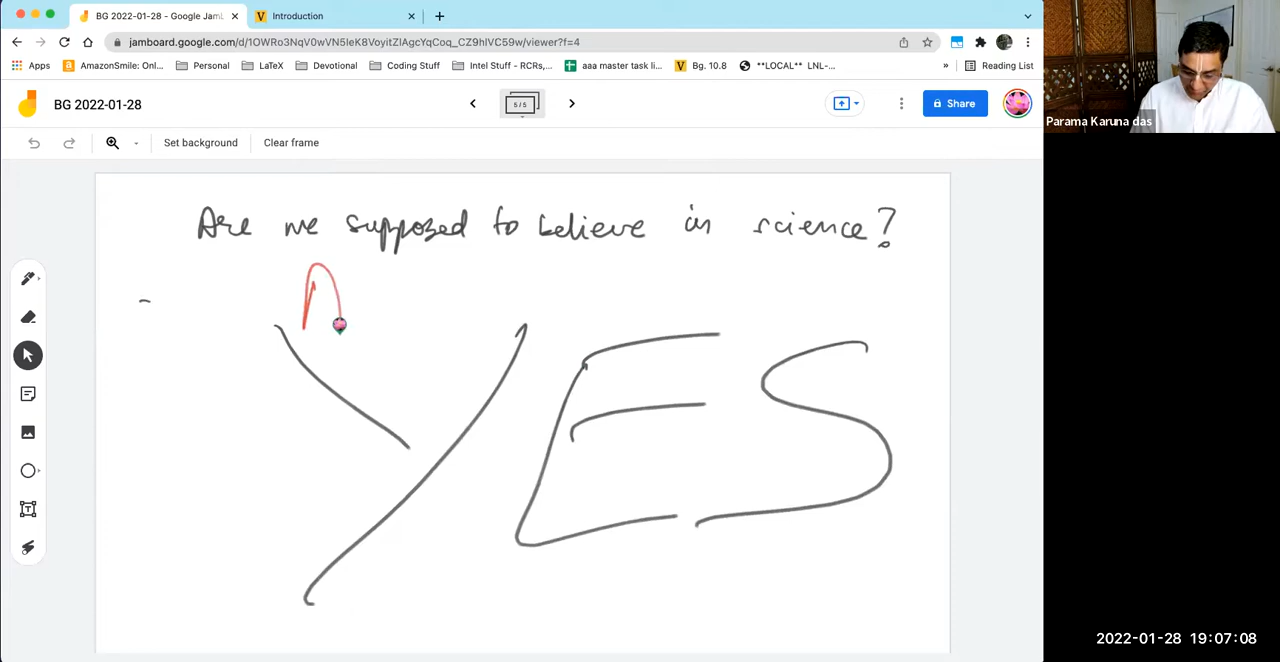 BG 2022-01-28 - Google Jam
Introduction
jamboard.google.com/d/1OWRo3NqV0wVN5leK8VoyitZlAgcYqCoq_CZ9hlVC59w/viewer?f=4
Apps AmazonSmile: Onl... Personal LaTeX Devotional Coding Stuff Intel Stuff - RCRs,... aaa master task li... Bg. 10.8 **LOCAL** LNL-... » Reading List
BG 2022-01-28
5 / 5
Share
Parama Karuna das
Set background Clear frame
Are we supposed to believe in science?
YES
2022-01-28 19:07:08